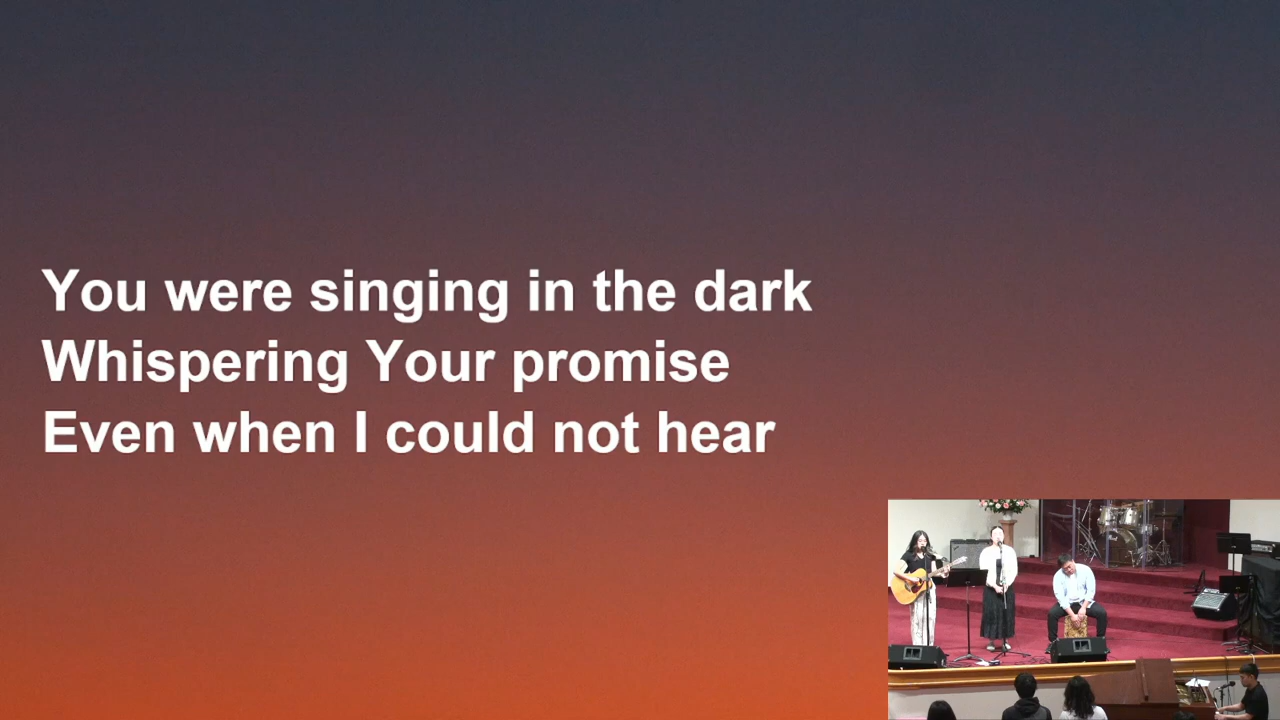 You were singing in the dark
Whispering Your promise
Even when I could not hear